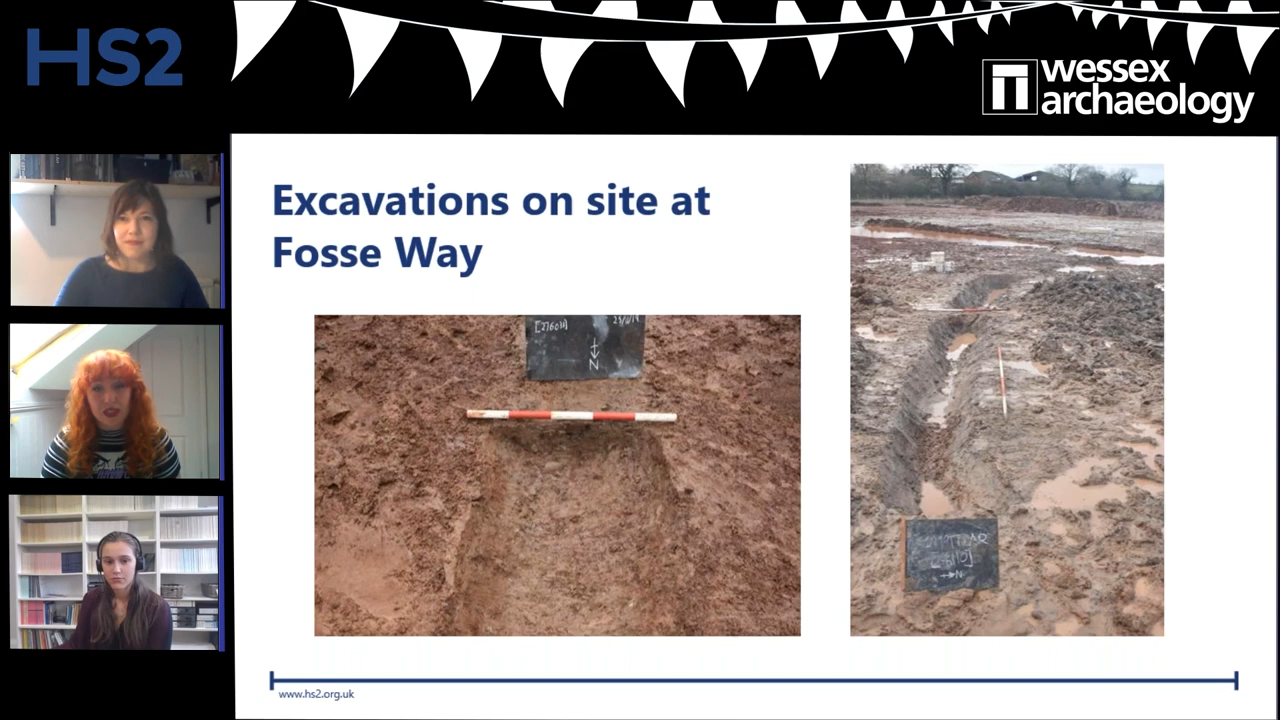 HS2
wessex
archaeology
Excavations on site at
Fosse Way
N
N
www.hs2.org.uk